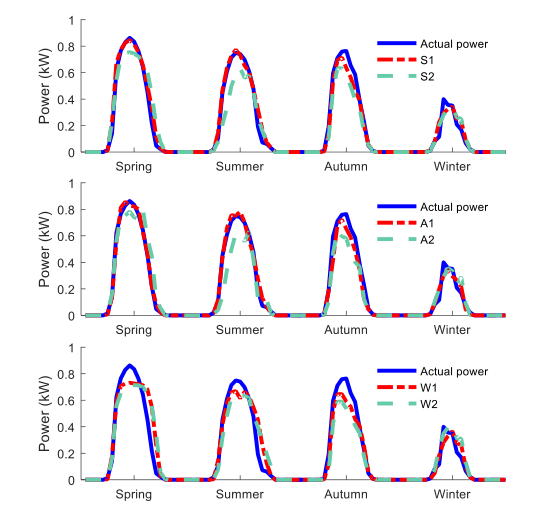 1
0.8
0.6
0.4
0.2
0
Power (kW)
Actual power
S1
S2
Spring Summer Autumn Winter
1
0.8
0.6
0.4
0.2
0
Power (kW)
Actual power
A1
A2
Spring Summer Autumn Winter
1
0.8
0.6
0.4
0.2
0
Power (kW)
Actual power
W1
W2
Spring Summer Autumn Winter